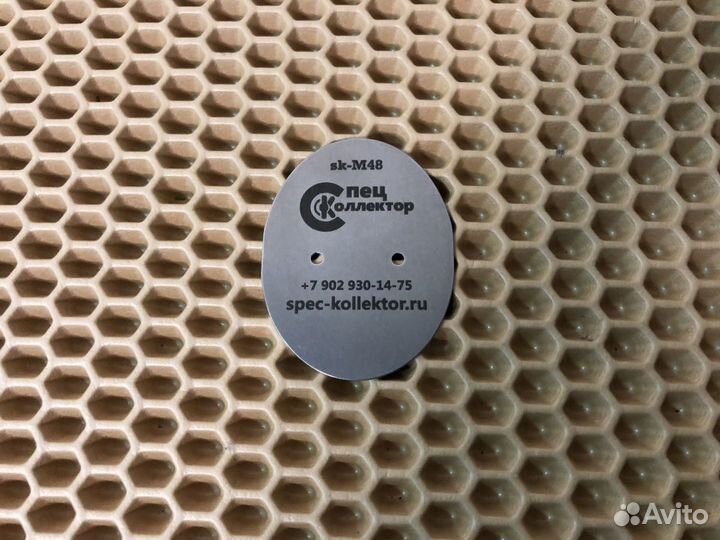 sk-M48
Спец
Коллектор
+7 902 930-14-75
spec-kollektor.ru
Avito